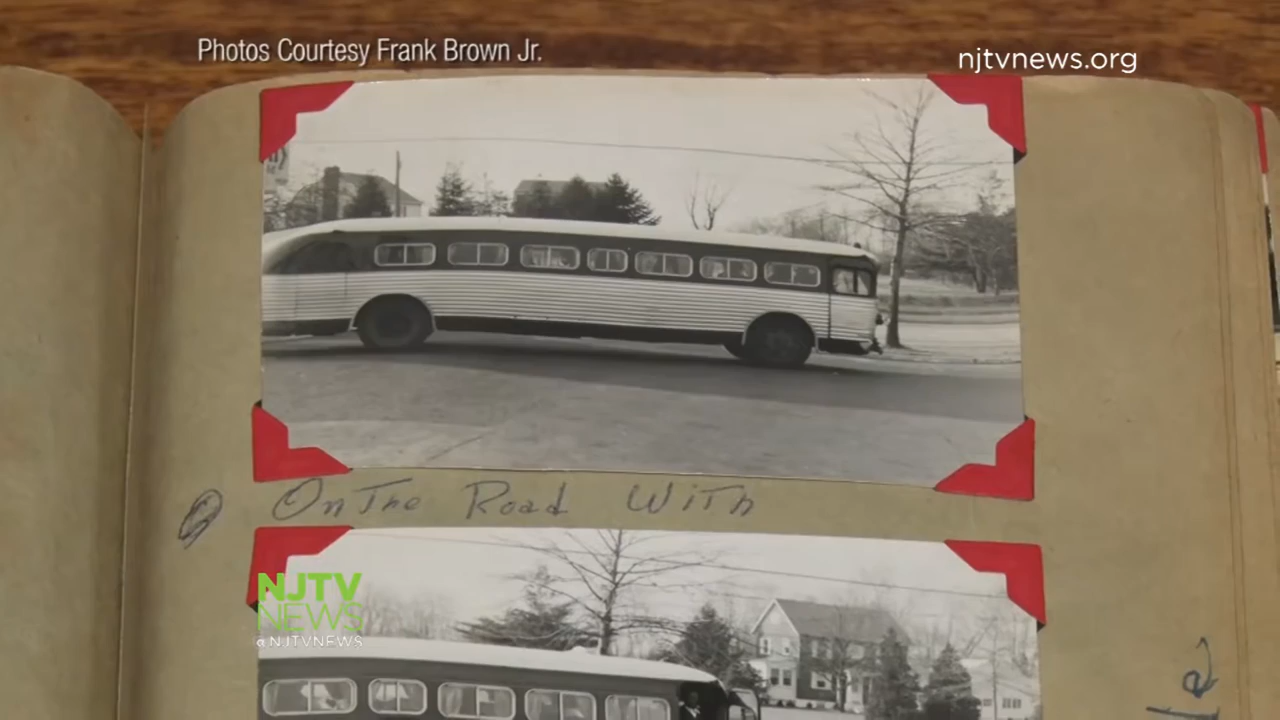 Photos Courtesy Frank Brown Jr.
njtvnews.org
On The Road With
NJTV
NEWS
@NJTVNEWS